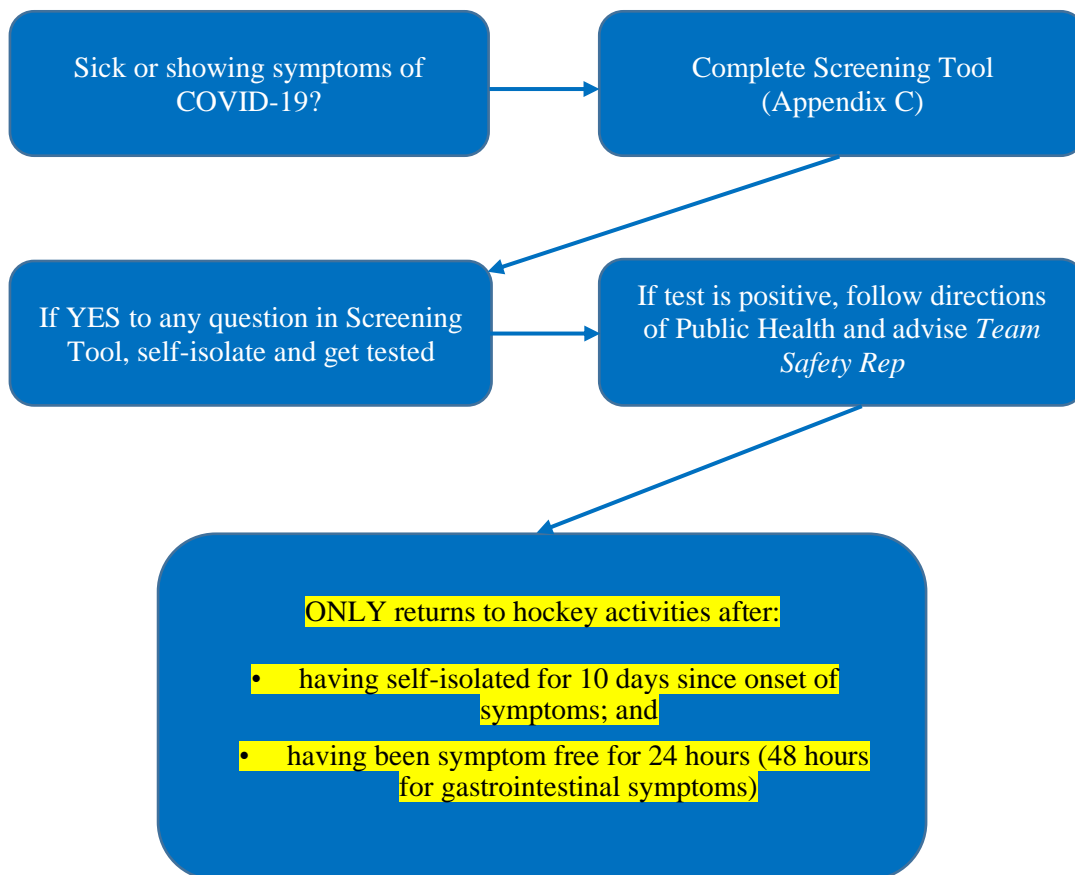 Sick or showing symptoms of
COVID-19?
Complete Screening Tool
(Appendix C)
If YES to any question in Screening
Tool, self-isolate and get tested
If test is positive, follow directions
of Public Health and advise Team
Safety Rep
ONLY returns to hockey activities after:
• having self-isolated for 10 days since onset of
symptoms; and
• having been symptom free for 24 hours (48 hours
for gastrointestinal symptoms)